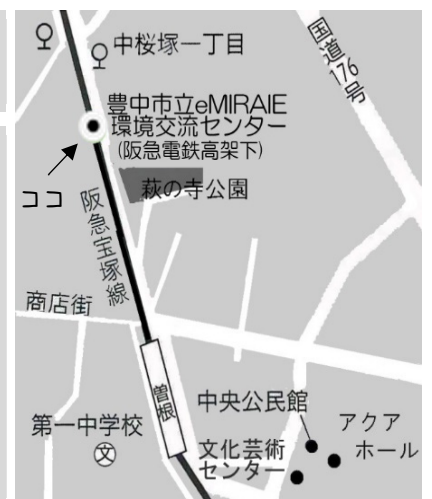 中桜塚一丁目
国道176号
豊中市立eMIRAIE
環境交流センター
(阪急電鉄高架下)
ココ
萩の寺公園
阪急宝塚線
商店街
曽根
中央公民館
第一中学校
文
アクア
ホール
文化芸術
センター